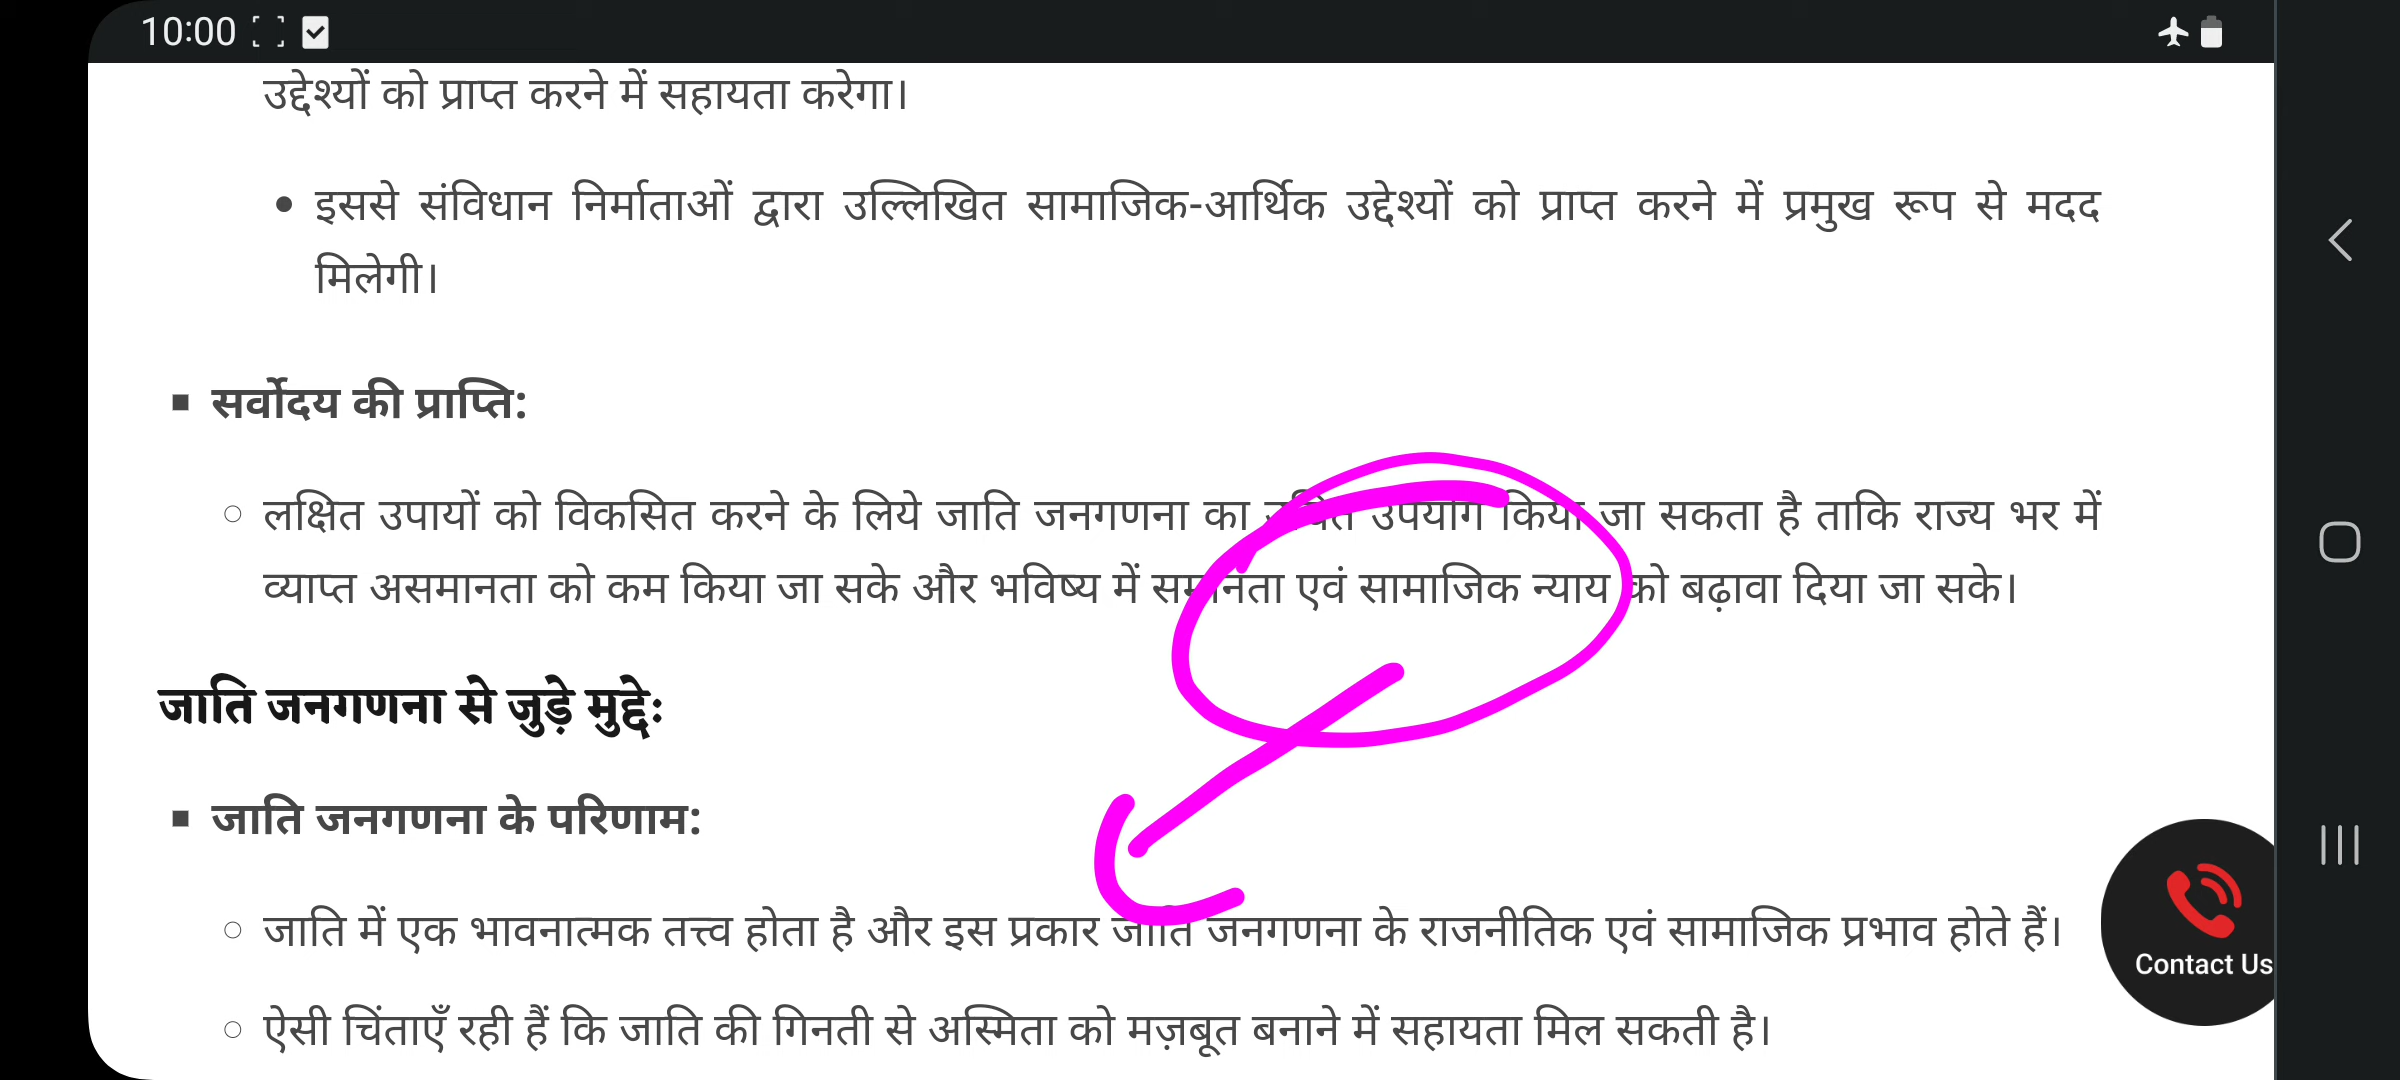 10:00
उद्देश्यों को प्राप्त करने में सहायता करेगा।
● इससे संविधान निर्माताओं द्वारा उल्लिखित सामाजिक-आर्थिक उद्देश्यों को प्राप्त करने में प्रमुख रूप से मदद
मिलेगी।
▪ सर्वोदय की प्राप्ति:
○ लक्षित उपायों को विकसित करने के लिये जाति जनगणना का उचित उपयोग किया जा सकता है ताकि राज्य भर में
व्याप्त असमानता को कम किया जा सके और भविष्य में समानता एवं सामाजिक न्याय को बढ़ावा दिया जा सके।
जाति जनगणना से जुड़े मुद्दे:
▪ जाति जनगणना के परिणाम:
○ जाति में एक भावनात्मक तत्त्व होता है और इस प्रकार जाति जनगणना के राजनीतिक एवं सामाजिक प्रभाव होते हैं।
Contact Us
○ ऐसी चिंताएँ रही हैं कि जाति की गिनती से अस्मिता को मज़बूत बनाने में सहायता मिल सकती है।